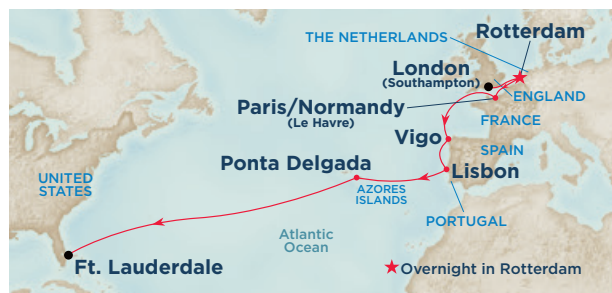 THE NETHERLANDS
Rotterdam
London
(Southampton)
ENGLAND
Paris/Normandy
(Le Havre)
FRANCE
Vigo
SPAIN
Ponta Delgada
Lisbon
UNITED
STATES
AZORES
ISLANDS
PORTUGAL
Atlantic
Ocean
Ft. Lauderdale
Overnight in Rotterdam